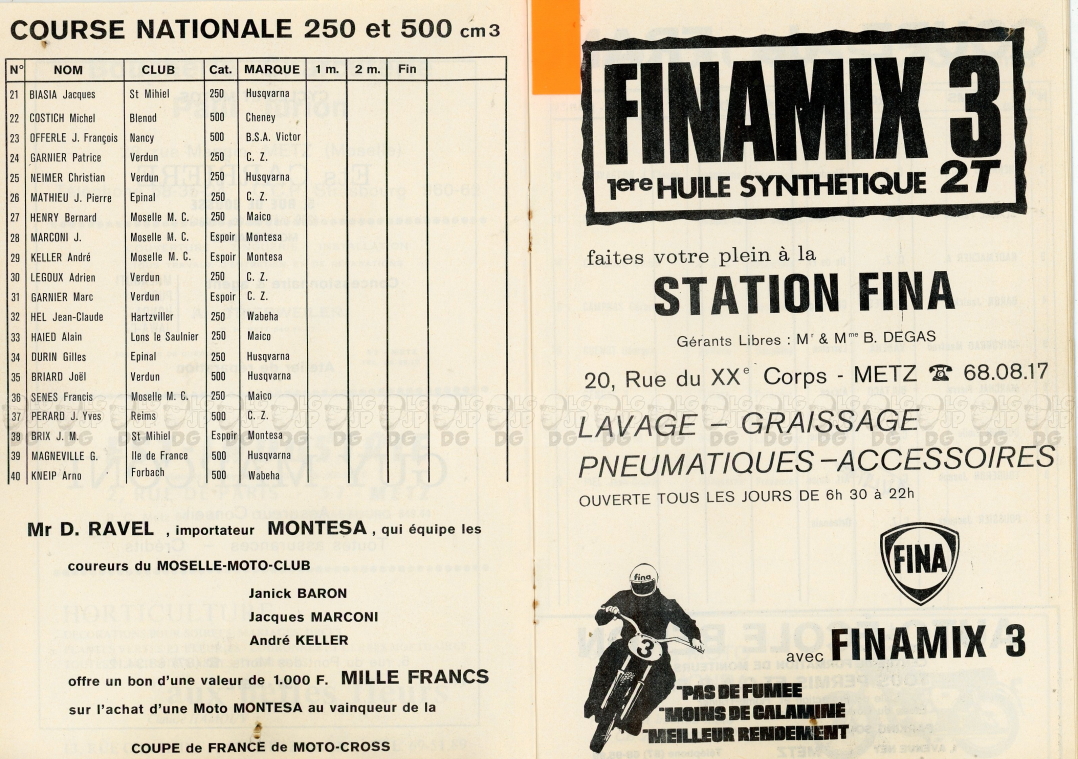 COURSE NATIONALE 250 et 500 cm3
N° NOM CLUB Cat. MARQUE 1 m. 2 m. Fin
21 BIASIA Jacques St Mihiel 250 Husqvarna
22 COSTICH Michel Blenod 500 Cheney
23 OFFERLE J. François Nancy 500 B.S.A. Victor
24 GARNIER Patrice Verdun 250 C. Z.
25 NEIMER Christian Verdun 250 Husqvarna
26 MATHIEU J. Pierre Epinal 250 C. Z.
27 HENRY Bernard Moselle M. C. 250 Maico
28 MARCONI J. Moselle M. C. Espoir Montesa
29 KELLER André Moselle M. C. Espoir Montesa
30 LEGOUX Adrien Verdun 250 C. Z.
31 GARNIER Marc Verdun Espoir C. Z.
32 HEL Jean-Claude Hartzviller 250 Wabeha
33 HAIED Alain Lons le Saulnier 250 Maico
34 DURIN Gilles Epinal 250 Husqvarna
35 BRIARD Joël Verdun 500 Husqvarna
36 SENES Francis Moselle M. C. 250 Maico
37 PERARD J. Yves Reims 500 C. Z.
38 BRIX J. M. St Mihiel Espoir Montesa
39 MAGNEVILLE G. Ile de France 500 Husqvarna
40 KNEIP Arno Forbach 500 Wabeha
Mr D. RAVEL , importateur MONTESA , qui équipe les
coureurs du MOSELLE-MOTO-CLUB
Janick BARON
Jacques MARCONI
André KELLER
offre un bon d'une valeur de 1.000 F. MILLE FRANCS
sur l'achat d'une Moto MONTESA au vainqueur de la
COUPE de FRANCE de MOTO-CROSS
FINAMIX 3
1ere HUILE SYNTHETIQUE 2T
faites votre plein à la
STATION FINA
Gérants Libres : Mr & Mme B. DEGAS
20, Rue du XXe Corps - METZ ☎ 68.08.17
LAVAGE – GRAISSAGE
PNEUMATIQUES – ACCESSOIRES
OUVERTE TOUS LES JOURS DE 6h 30 à 22h
FINA
fina
3
avec FINAMIX 3
-PAS DE FUMEE
-MOINS DE CALAMINE
-MEILLEUR RENDEMENT
LG JP DG